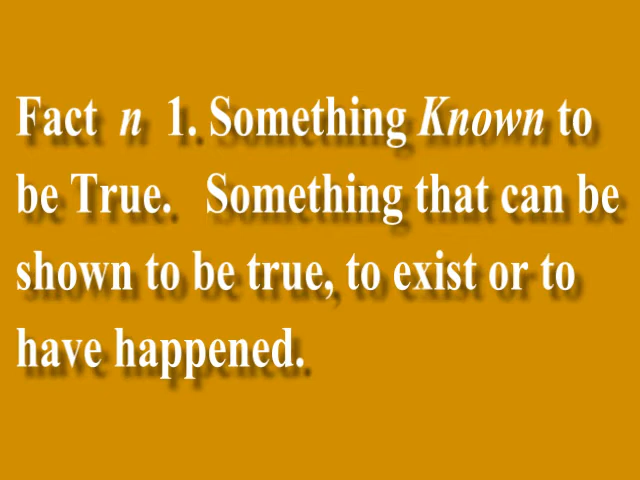 Fact n 1. Something Known to
be True. Something that can be
shown to be true, to exist or to
have happened.